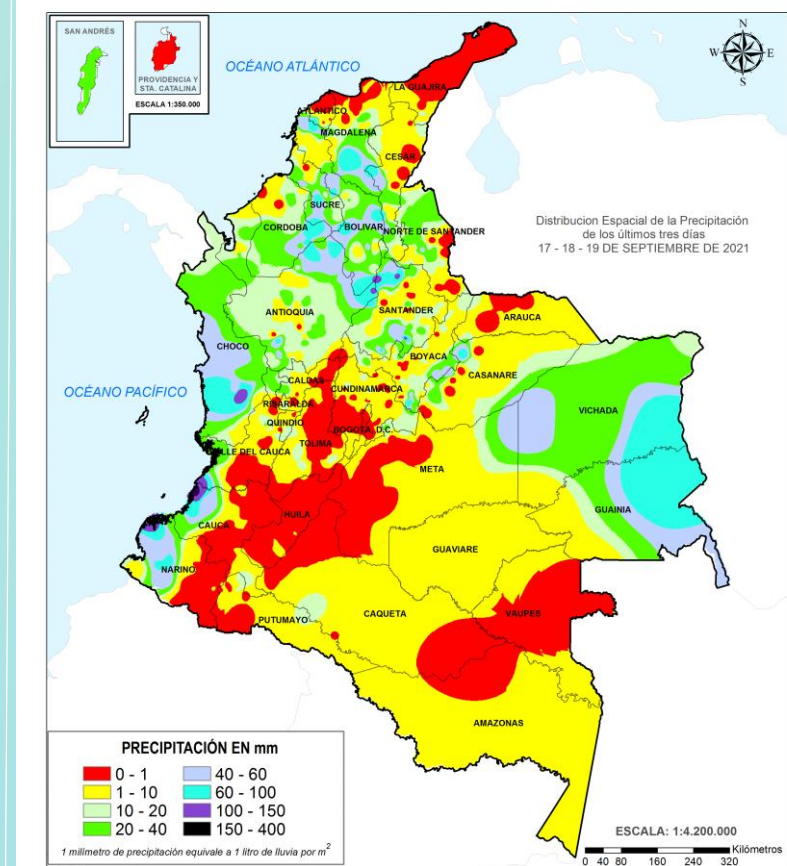 SAN ANDRÉS
PROVIDENCIA Y
STA. CATALINA
ESCALA 1:350.000
OCÉANO ATLÁNTICO
N
W
E
S
LA GUAJIRA
ATLANTICO
MAGDALENA
CESAR
SUCRE
CORDOBA
BOLIVAR
NORTE DE SANTANDER
Distribucion Espacial de la Precipitación
de los últimos tres días
17 - 18 - 19 DE SEPTIEMBRE DE 2021
ANTIOQUIA
SANTANDER
ARAUCA
CHOCO
BOYACA
CASANARE
OCÉANO PACÍFICO
CALDAS
CUNDINAMARCA
RISARALDA
VICHADA
QUINDIO
BOGOTA, D.C.
TOLIMA
VALLE DEL CAUCA
META
HUILA
GUAINIA
CAUCA
GUAVIARE
NARIÑO
CAQUETA
VAUPES
PUTUMAYO
AMAZONAS
PRECIPITACIÓN EN mm
0 - 1
40 - 60
1 - 10
60 - 100
10 - 20
100 - 150
20 - 40
150 - 400
1 milimetro de precipitación equivale a 1 litro de lluvia por m²
ESCALA: 1:4.200.000
Kilómetros
0 40 80 160 240 320